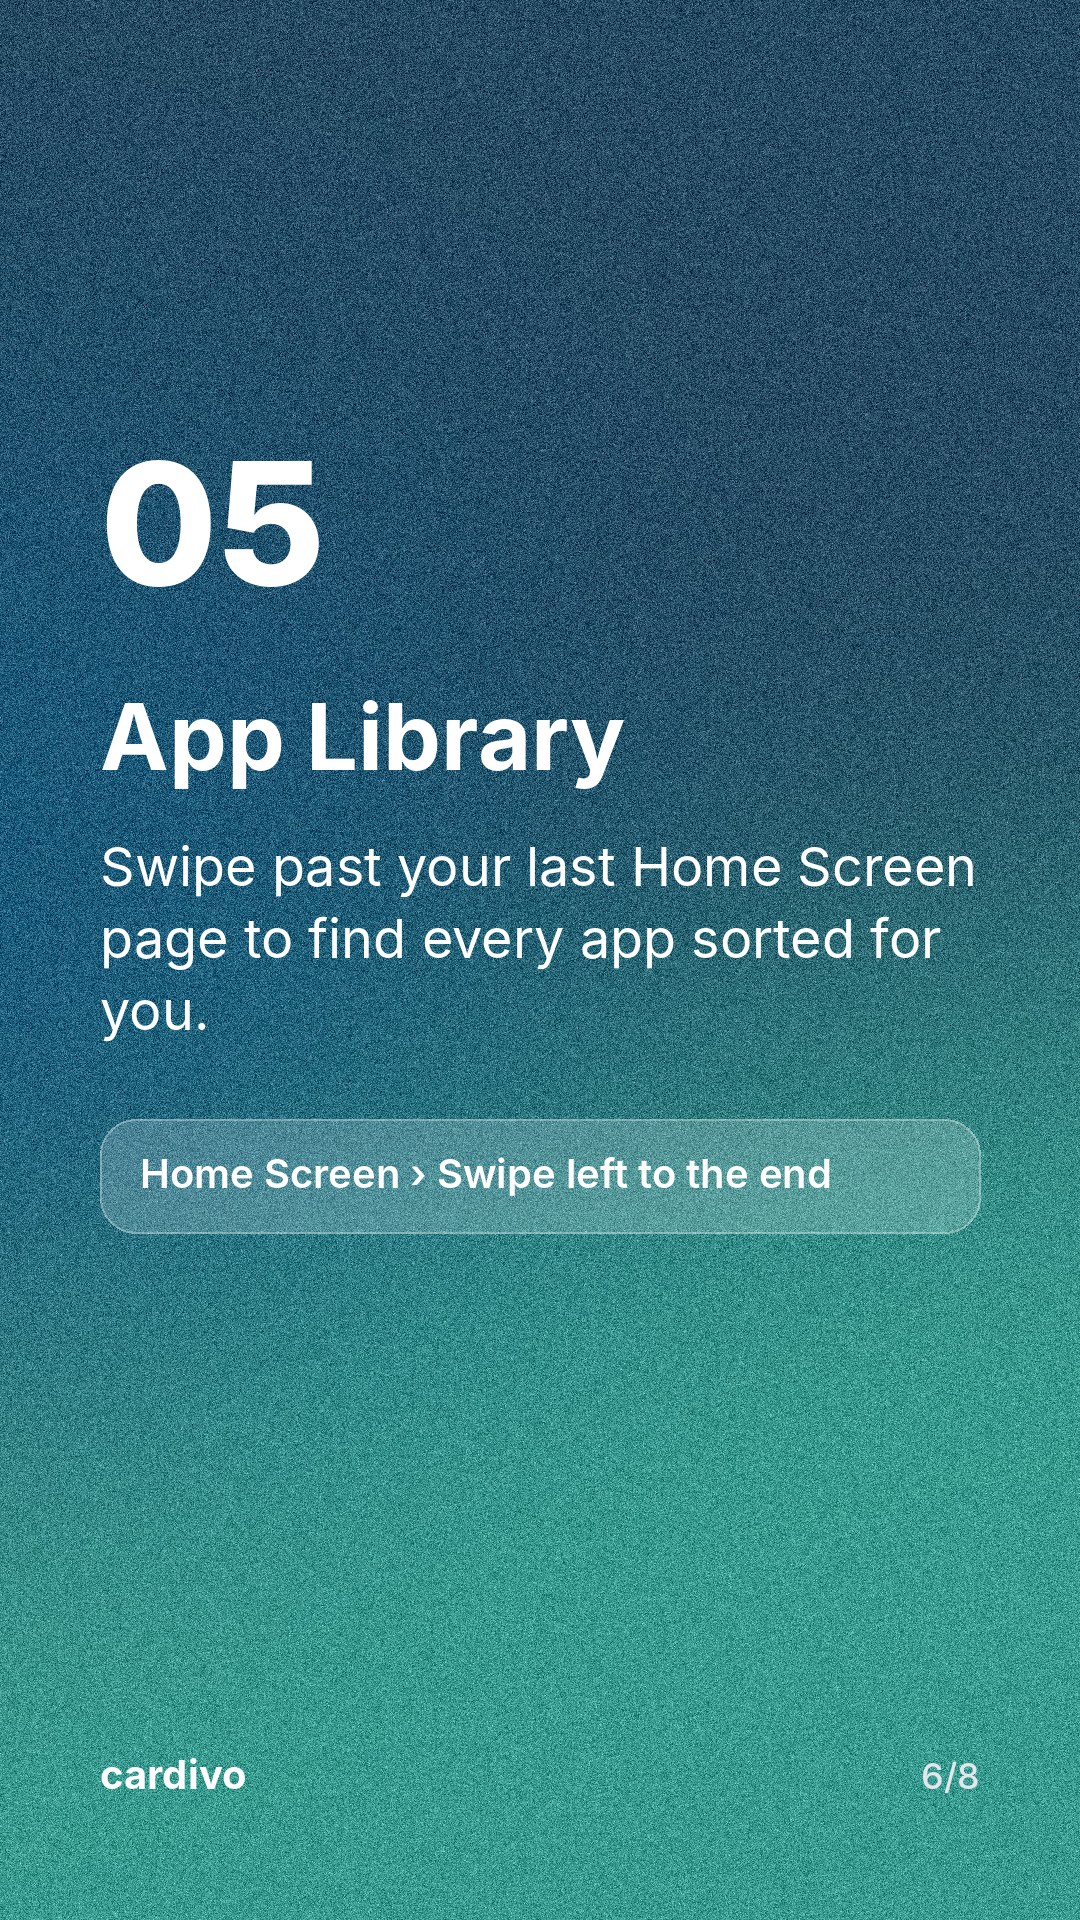 05
App Library
Swipe past your last Home Screen
page to find every app sorted for
you.
Home Screen › Swipe left to the end
cardivo
6/8